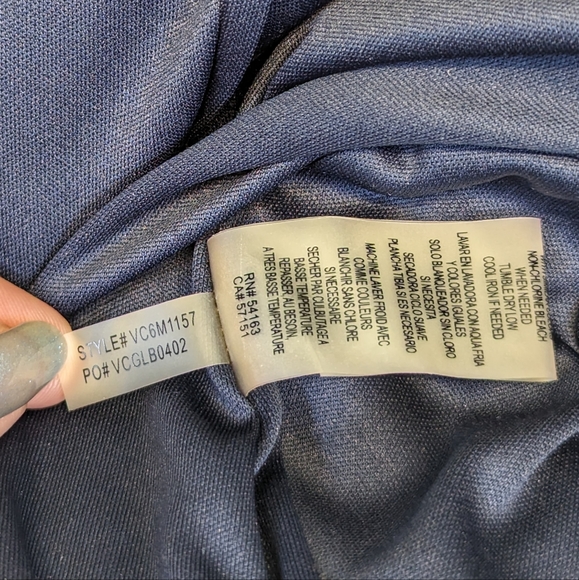 STYLE# VC6M1157
PO# VCGLB0402
NON-CHLORINE BLEACH
WHEN NEEDED
TUMBLE DRY LOW
COOL IRON IF NEEDED
LAVAR EN LAVADORA CON AQUA FRIA
Y COLORES IGUALES
SOLO BLANQUEADOR SIN CLORO
SI NECESITA
SECADORA CICLO SUAVE
PLANCHA TIBIA SI ES NECESARIO
MACHINE LAVER FROID AVEC
COMME COULEURS
BLANCHIR SANS CHLORE
SI NECESSAIRE
SECHER PAR CULBUTAGE A
BASSE TEMPERATURE
REPASSER AU BESOIN,
A TRES BASSE TEMPERATURE
RN# 54163
CA# 57151